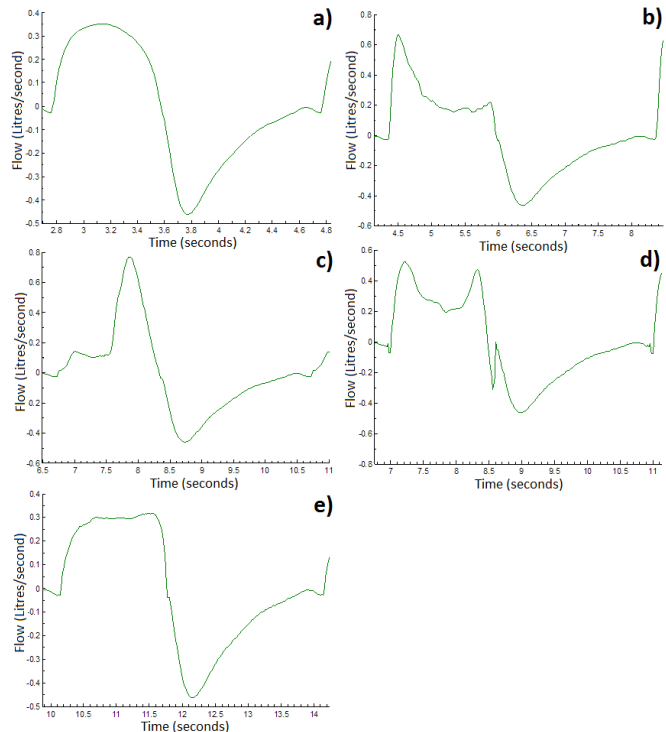 a)
0.4
0.3
0.2
0.1
0
-0.1
-0.2
-0.3
-0.4
-0.5
Flow (Litres/second)
2.8 3 3.2 3.4 3.6 3.8 4 4.2 4.4 4.6 4.8
Time (seconds)
b)
0.8
0.6
0.4
0.2
0
-0.2
-0.4
-0.6
Flow (Litres/second)
4.5 5 5.5 6 6.5 7 7.5 8
Time (seconds)
c)
0.8
0.6
0.4
0.2
0
-0.2
-0.4
-0.6
Flow (Litres/second)
6.5 7 7.5 8 8.5 9 9.5 10 10.5 11
Time (seconds)
d)
0.6
0.4
0.2
0
-0.2
-0.4
-0.6
-0.8
Flow (Litres/second)
7 7.5 8 8.5 9 9.5 10 10.5 11
Time (seconds)
e)
0.4
0.3
0.2
0.1
0
-0.1
-0.2
-0.3
-0.4
-0.5
Flow (Litres/second)
10 10.5 11 11.5 12 12.5 13 13.5 14
Time (seconds)